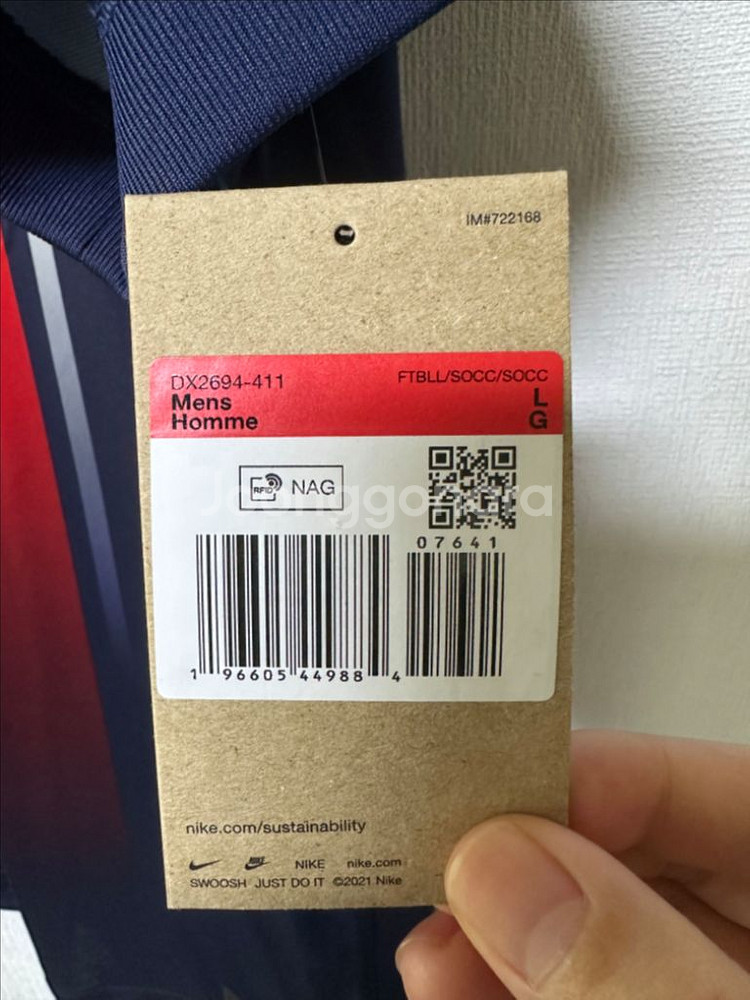 IM#722168
DX2694-411
FTBLL/SOCC/SOCC
Mens
L
Homme
G
RFID NAG
Joonggonara
07641
1 96605 44988 4
nike.com/sustainability
NIKE nike.com
SWOOSH JUST DO IT ©2021 Nike